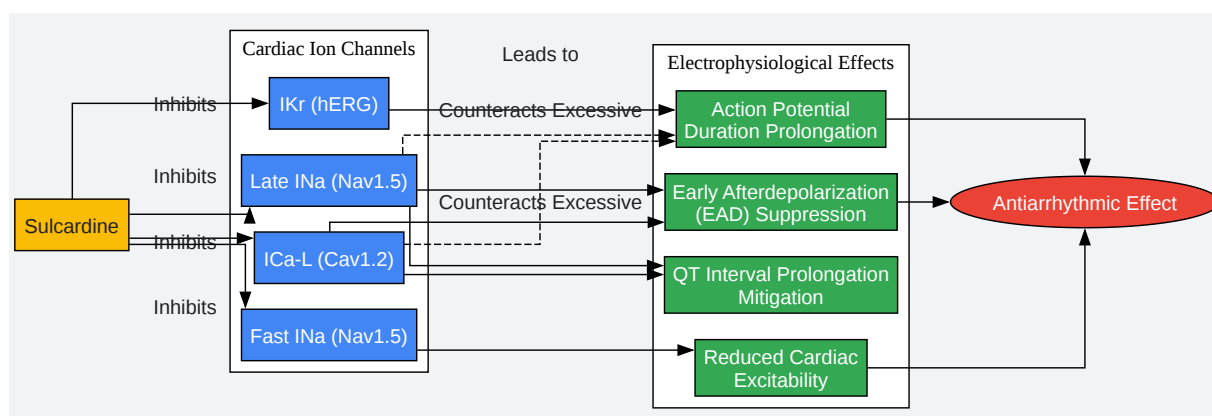 Cardiac Ion Channels
Leads to
Electrophysiological Effects
Inhibits
IKr (hERG)
Counteracts Excessive
Action Potential
Duration Prolongation
Inhibits
Late INa (Nav1.5)
Counteracts Excessive
Early Afterdepolarization
(EAD) Suppression
Antiarrhythmic Effect
Sulcardine
Inhibits
ICa-L (Cav1.2)
QT Interval Prolongation
Mitigation
Inhibits
Fast INa (Nav1.5)
Reduced Cardiac
Excitability